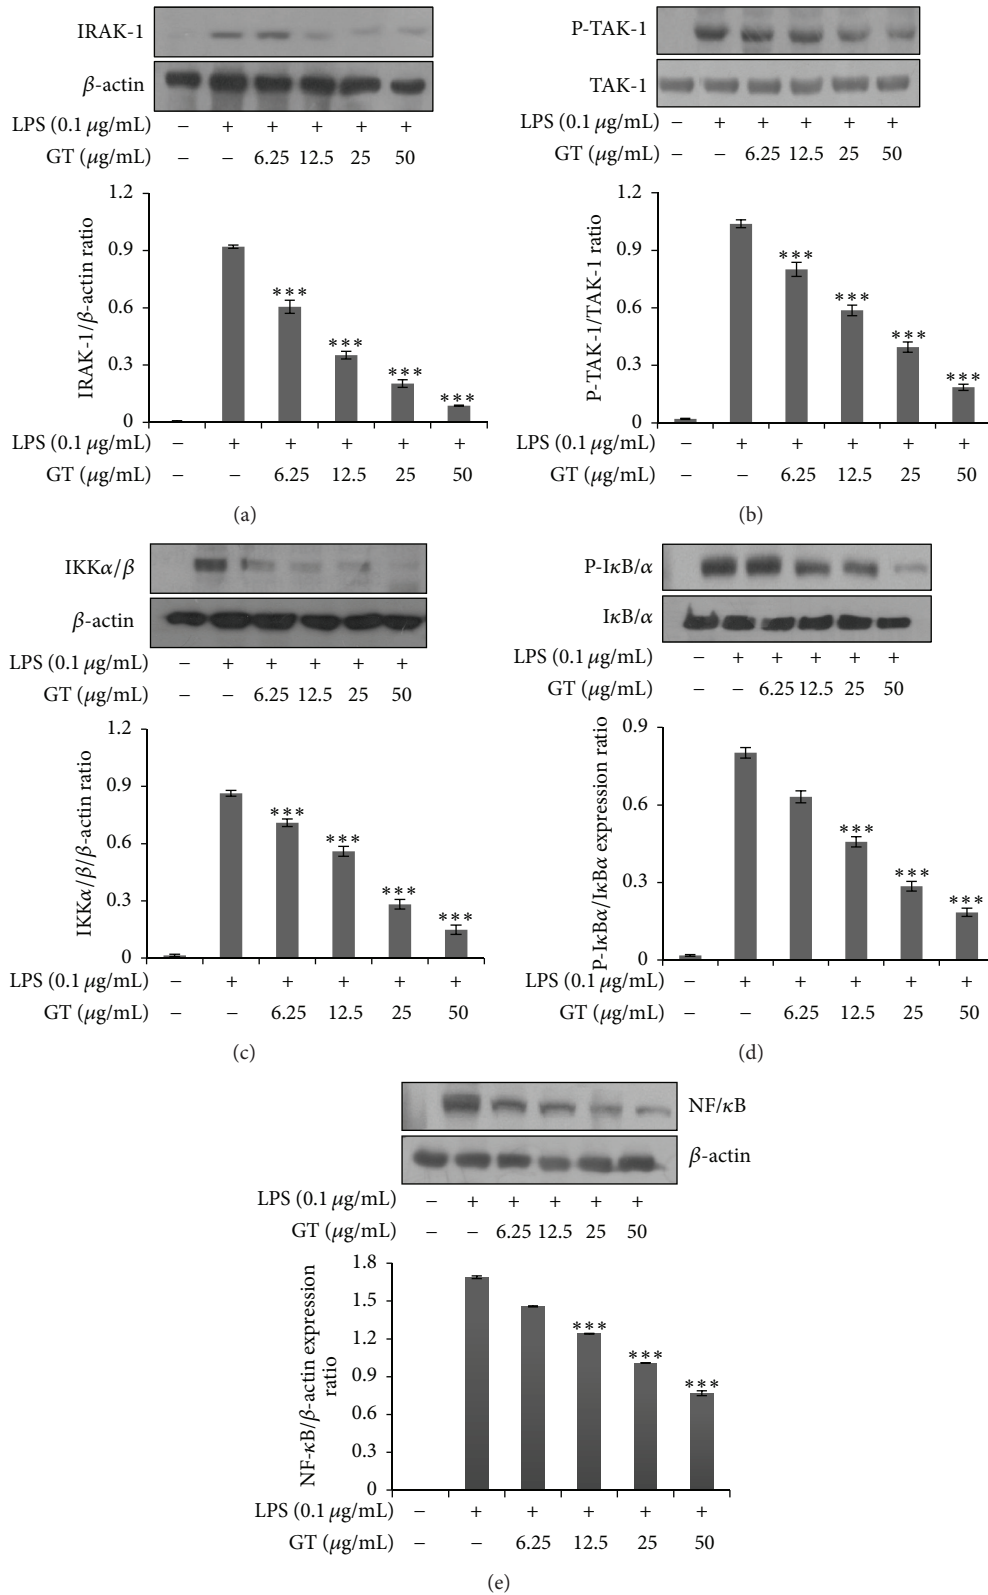 IRAK-1
β-actin
LPS (0.1 μg/mL) − + + + + +
GT (μg/mL) − − 6.25 12.5 25 50
1.2
0.9
0.6
0.3
0
IRAK-1/β-actin ratio
*** *** *** ***
LPS (0.1 μg/mL) − + + + + +
GT (μg/mL) − − 6.25 12.5 25 50
(a)
P-TAK-1
TAK-1
LPS (0.1 μg/mL) − + + + + +
GT (μg/mL) − − 6.25 12.5 25 50
1.2
0.9
0.6
0.3
0
P-TAK-1/TAK-1 ratio
*** *** *** ***
LPS (0.1 μg/mL) − + + + + +
GT (μg/mL) − − 6.25 12.5 25 50
(b)
IKKα/β
β-actin
LPS (0.1 μg/mL) − + + + + +
GT (μg/mL) − − 6.25 12.5 25 50
1.2
0.9
0.6
0.3
0
IKKα/β/β-actin ratio
*** *** *** ***
LPS (0.1 μg/mL) − + + + + +
GT (μg/mL) − − 6.25 12.5 25 50
(c)
P-IκB/α
IκB/α
LPS (0.1 μg/mL) − + + + + +
GT (μg/mL) − − 6.25 12.5 25 50
0.9
0.6
0.3
0
P-IκBα/IκBα expression ratio
*** *** ***
LPS (0.1 μg/mL) − + + + + +
GT (μg/mL) − − 6.25 12.5 25 50
(d)
NF/κB
β-actin
LPS (0.1 μg/mL) − + + + + +
GT (μg/mL) − − 6.25 12.5 25 50
1.8
1.5
1.2
0.9
0.6
0.3
0
NF-κB/β-actin expression
ratio
*** *** ***
LPS (0.1 μg/mL) − + + + + +
GT (μg/mL) − − 6.25 12.5 25 50
(e)